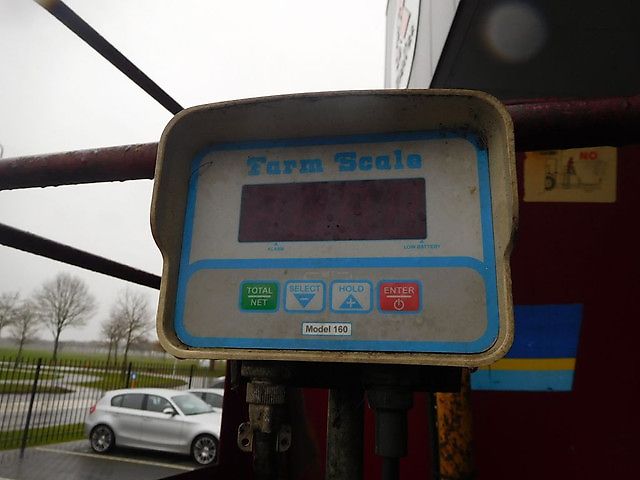 Farm Scale
ALARM
LOW BATTERY
TOTAL
NET
SELECT
HOLD
ENTER
Model 160
NO